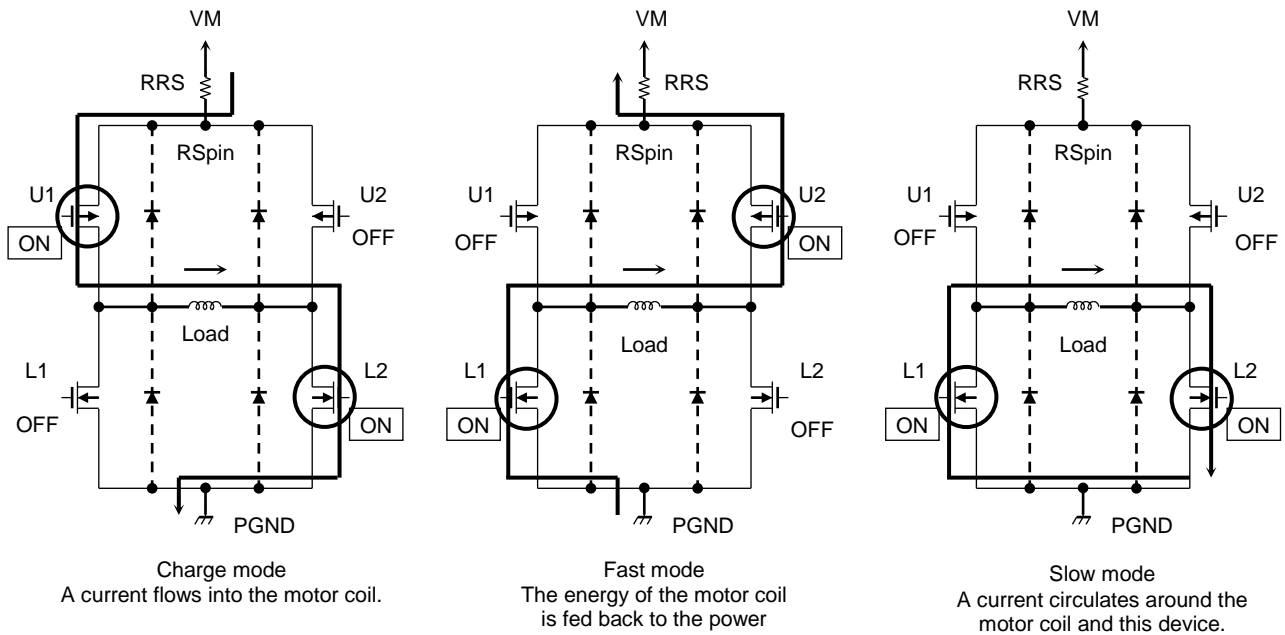 VM
RRS
RSpin
U1
U2
ON
OFF
Load
L1
L2
OFF
ON
PGND
Charge mode
A current flows into the motor coil.
VM
RRS
RSpin
U1
U2
OFF
ON
Load
L1
L2
ON
OFF
PGND
Fast mode
The energy of the motor coil
is fed back to the power
VM
RRS
RSpin
U1
U2
OFF
OFF
Load
L1
L2
ON
ON
PGND
Slow mode
A current circulates around the
motor coil and this device.